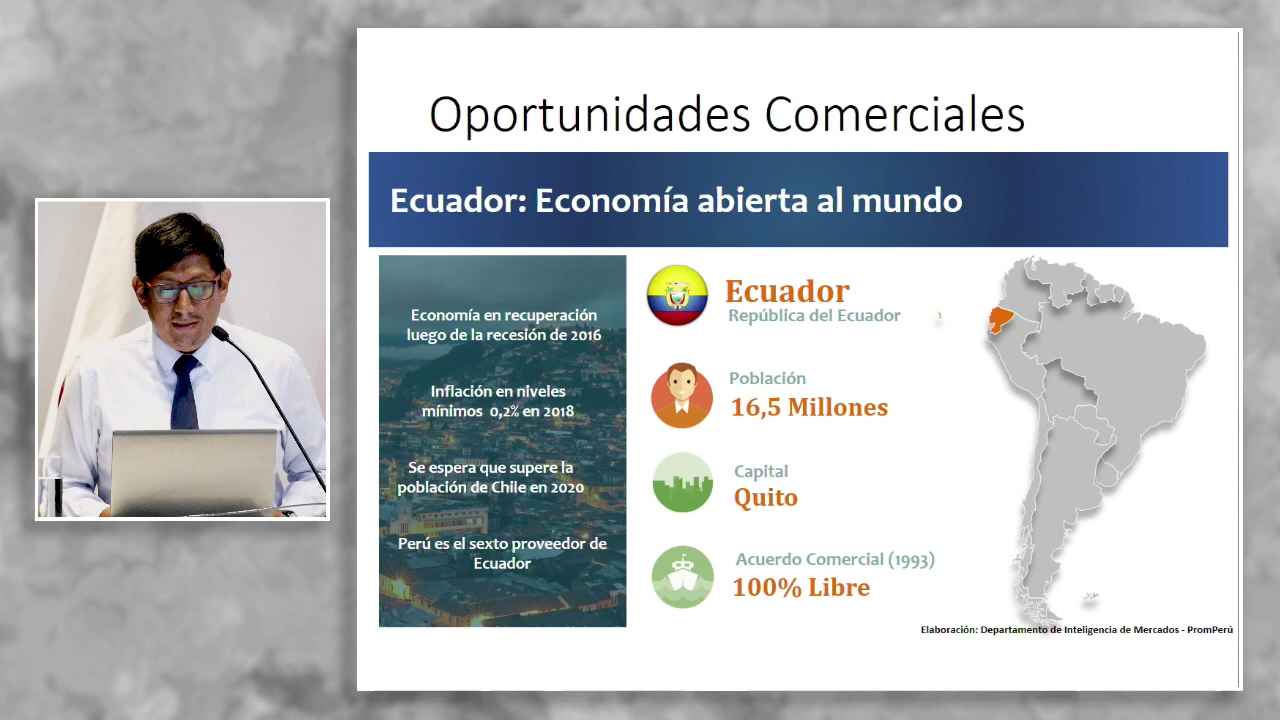 Oportunidades Comerciales
Ecuador: Economía abierta al mundo
Economía en recuperación
luego de la recesión de 2016
Inflación en niveles
mínimos 0,2% en 2018
Se espera que supere la
población de Chile en 2020
Perú es el sexto proveedor de
Ecuador
Ecuador
República del Ecuador
Población
16,5 Millones
Capital
Quito
Acuerdo Comercial (1993)
100% Libre
Elaboración: Departamento de Inteligencia de Mercados - PromPerú